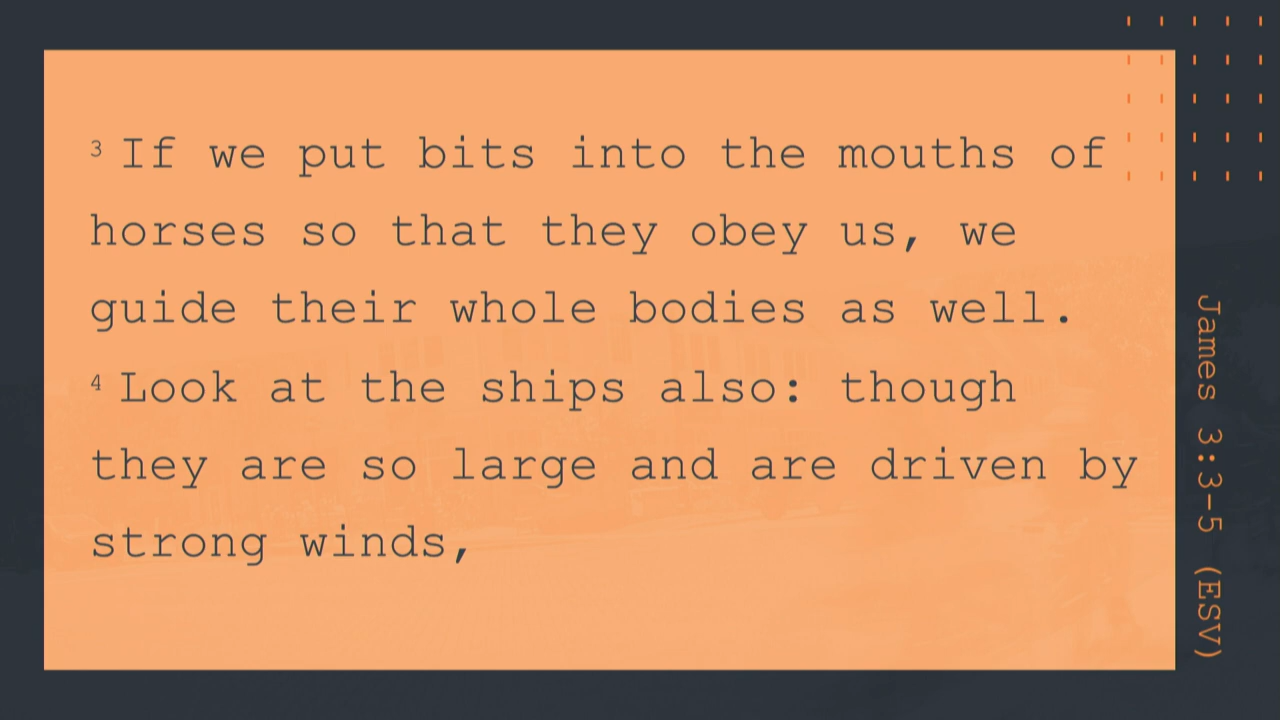 3 If we put bits into the mouths of
horses so that they obey us, we
guide their whole bodies as well.
4 Look at the ships also: though
they are so large and are driven by
strong winds,
James 3:3-5 (ESV)